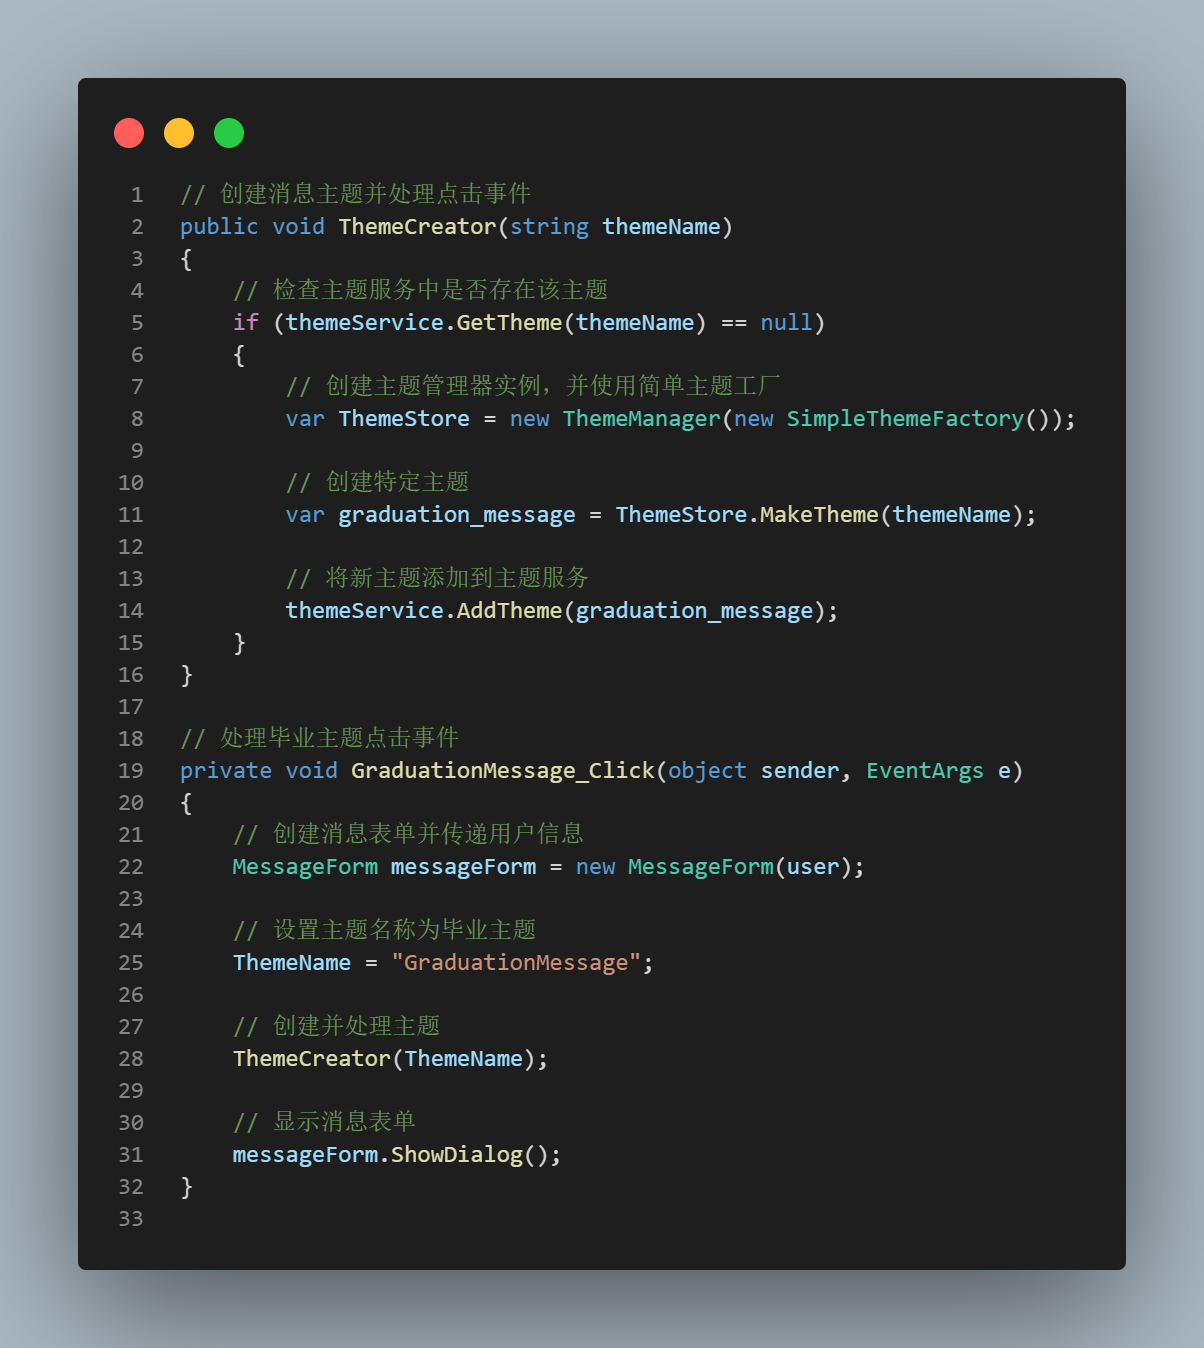 1 // 创建消息主题并处理点击事件
2 public void ThemeCreator(string themeName)
3 {
4     // 检查主题服务中是否存在该主题
5     if (themeService.GetTheme(themeName) == null)
6     {
7         // 创建主题管理器实例，并使用简单主题工厂
8         var ThemeStore = new ThemeManager(new SimpleThemeFactory());
9
10         // 创建特定主题
11         var graduation_message = ThemeStore.MakeTheme(themeName);
12
13         // 将新主题添加到主题服务
14         themeService.AddTheme(graduation_message);
15     }
16 }
17
18 // 处理毕业主题点击事件
19 private void GraduationMessage_Click(object sender, EventArgs e)
20 {
21     // 创建消息表单并传递用户信息
22     MessageForm messageForm = new MessageForm(user);
23
24     // 设置主题名称为毕业主题
25     ThemeName = "GraduationMessage";
26
27     // 创建并处理主题
28     ThemeCreator(ThemeName);
29
30     // 显示消息表单
31     messageForm.ShowDialog();
32 }
33